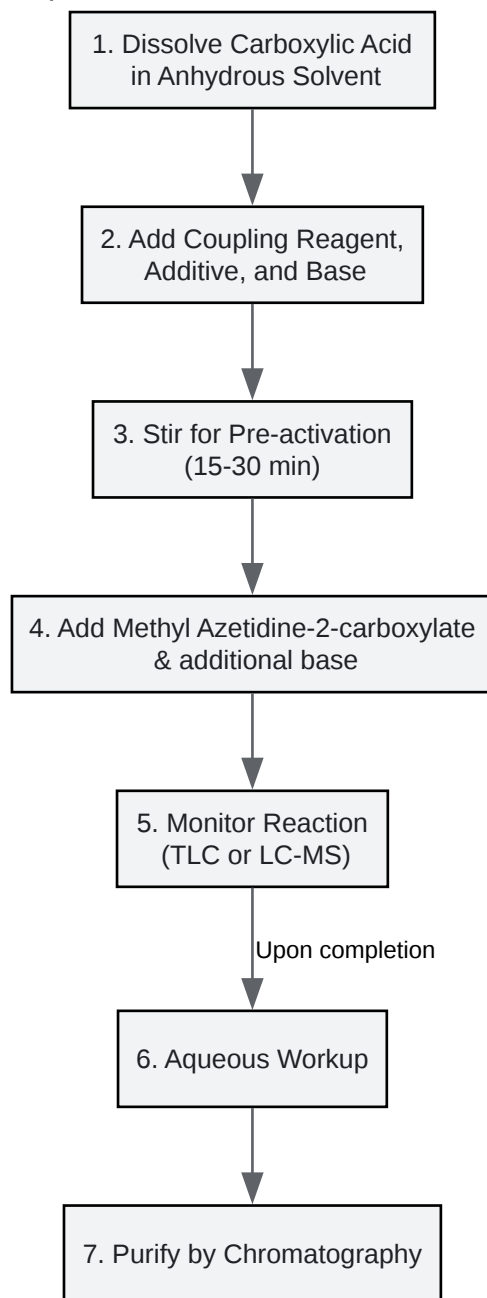 1. Dissolve Carboxylic Acid
in Anhydrous Solvent
2. Add Coupling Reagent,
Additive, and Base
3. Stir for Pre-activation
(15-30 min)
4. Add Methyl Azetidine-2-carboxylate
& additional base
5. Monitor Reaction
(TLC or LC-MS)
Upon completion
6. Aqueous Workup
7. Purify by Chromatography